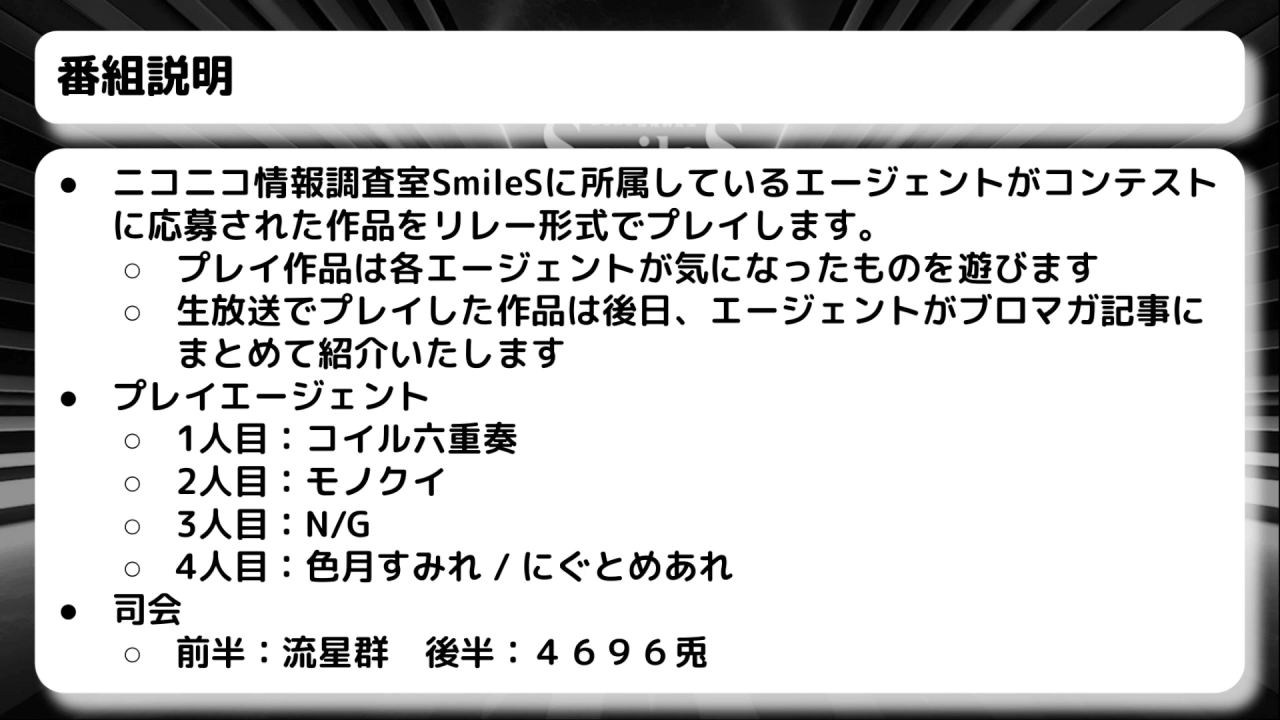 番組説明
● ニコニコ情報調査室SmileSに所属しているエージェントがコンテスト
に応募された作品をリレー形式でプレイします。
○ プレイ作品は各エージェントが気になったものを遊びます
○ 生放送でプレイした作品は後日、エージェントがブロマガ記事に
まとめて紹介いたします
● プレイエージェント
○ 1人目：コイル六重奏
○ 2人目：モノクイ
○ 3人目：N/G
○ 4人目：色月すみれ / にぐとめあれ
● 司会
○ 前半：流星群　後半：４６９６兎